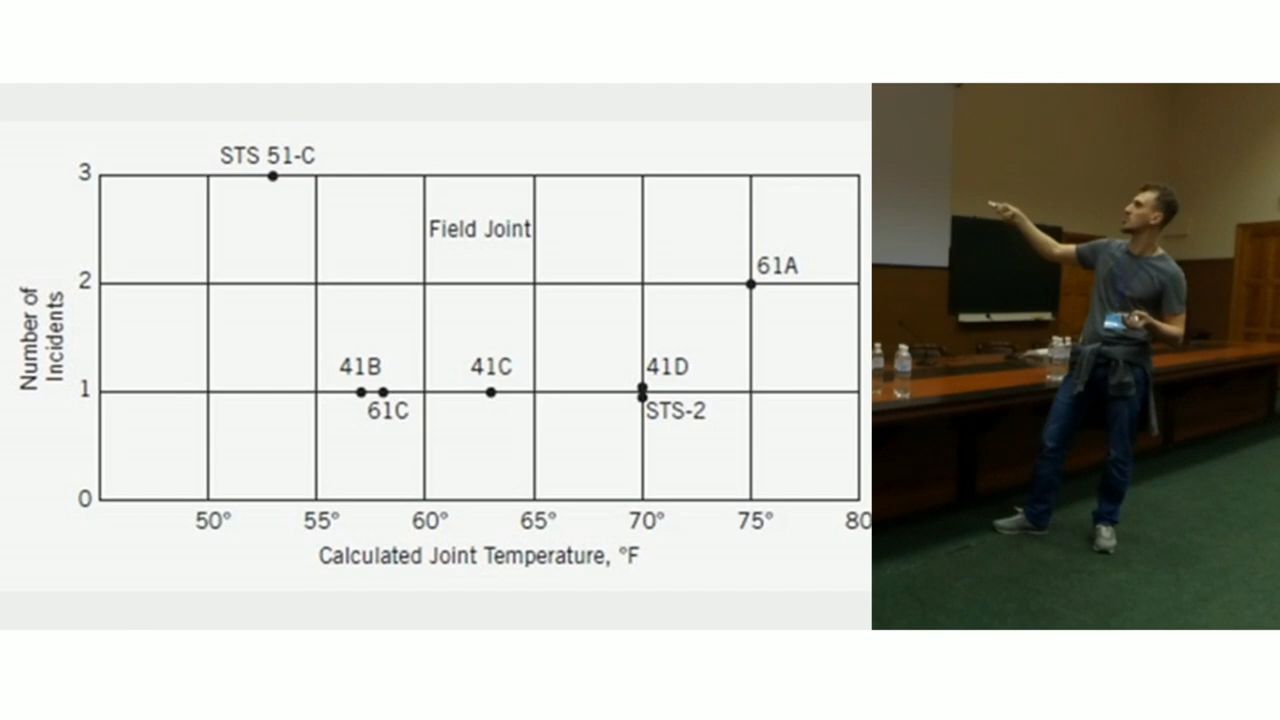 STS 51-C
3
Field Joint
61A
2
Number of
Incidents
41B
41C
41D
1
61C
STS-2
0
50°
55°
60°
65°
70°
75°
80
Calculated Joint Temperature, °F